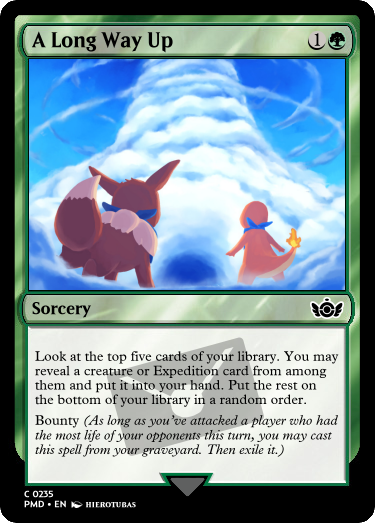 A Long Way Up
1
Sorcery
Look at the top five cards of your library. You may
reveal a creature or Expedition card from among
them and put it into your hand. Put the rest on
the bottom of your library in a random order.
Bounty (As long as you've attacked a player who had
the most life of your opponents this turn, you may cast
this spell from your graveyard. Then exile it.)
C 0235
PMD • EN HIEROTUBAS